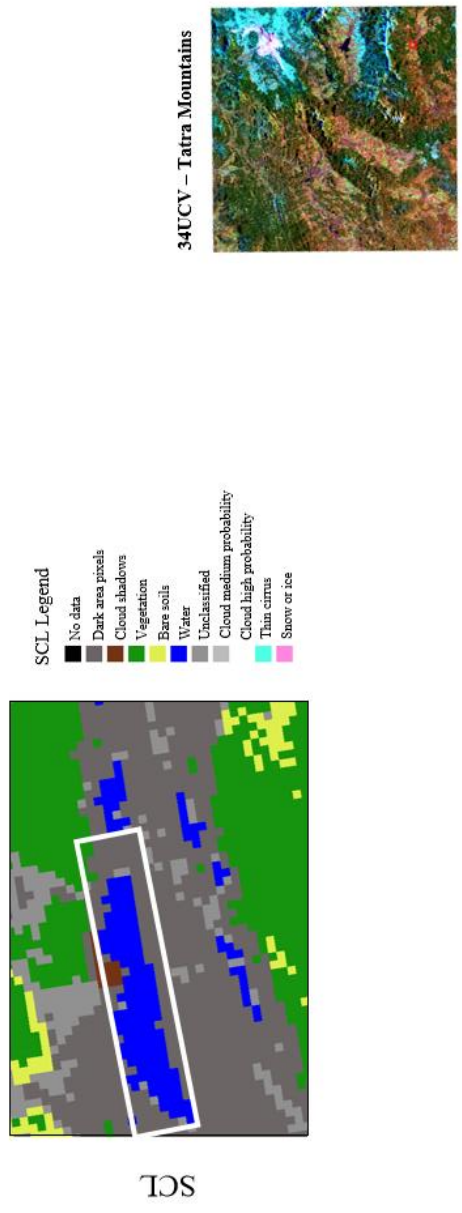 34UCV – Tatra Mountains
SCL Legend
No data
Dark area pixels
Cloud shadows
Vegetation
Bare soils
Water
Unclassified
Cloud medium probability
Cloud high probability
Thin cirrus
Snow or ice
SCL